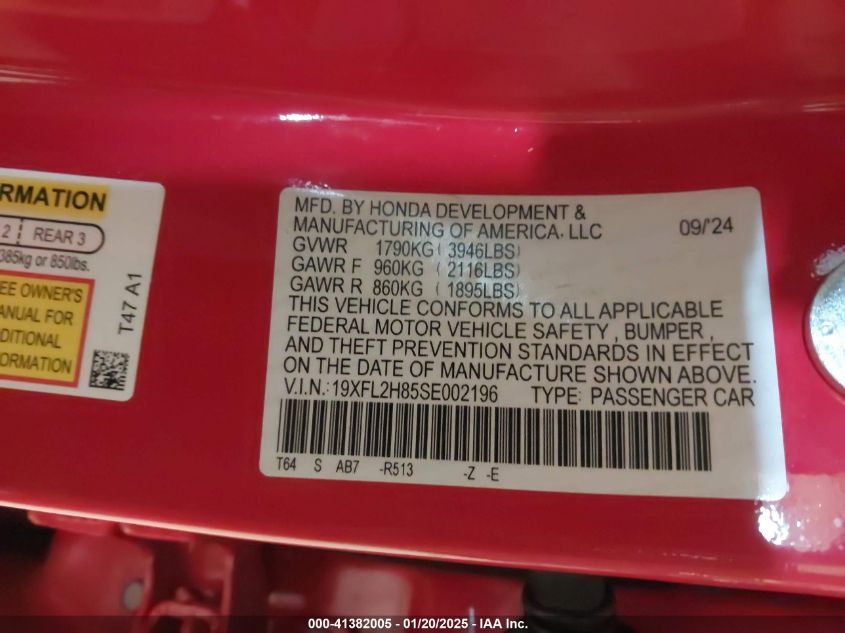 RMATION
2 REAR 3
385kg or 850lbs.
EE OWNER'S
ANUAL FOR
DDITIONAL
FORMATION
T47 A1
MFD. BY HONDA DEVELOPMENT &
MANUFACTURING OF AMERICA. LLC 09/'24
GVWR 1790KG ( 3946LBS)
GAWR F 960KG ( 2116LBS)
GAWR R 860KG ( 1895LBS)
THIS VEHICLE CONFORMS TO ALL APPLICABLE
FEDERAL MOTOR VEHICLE SAFETY , BUMPER ,
AND THEFT PREVENTION STANDARDS IN EFFECT
ON THE DATE OF MANUFACTURE SHOWN ABOVE.
V.I.N.: 19XFL2H85SE002196 TYPE: PASSENGER CAR
T64 S AB7 -R513 -Z -E
000-41382005 - 01/20/2025 - IAA Inc.